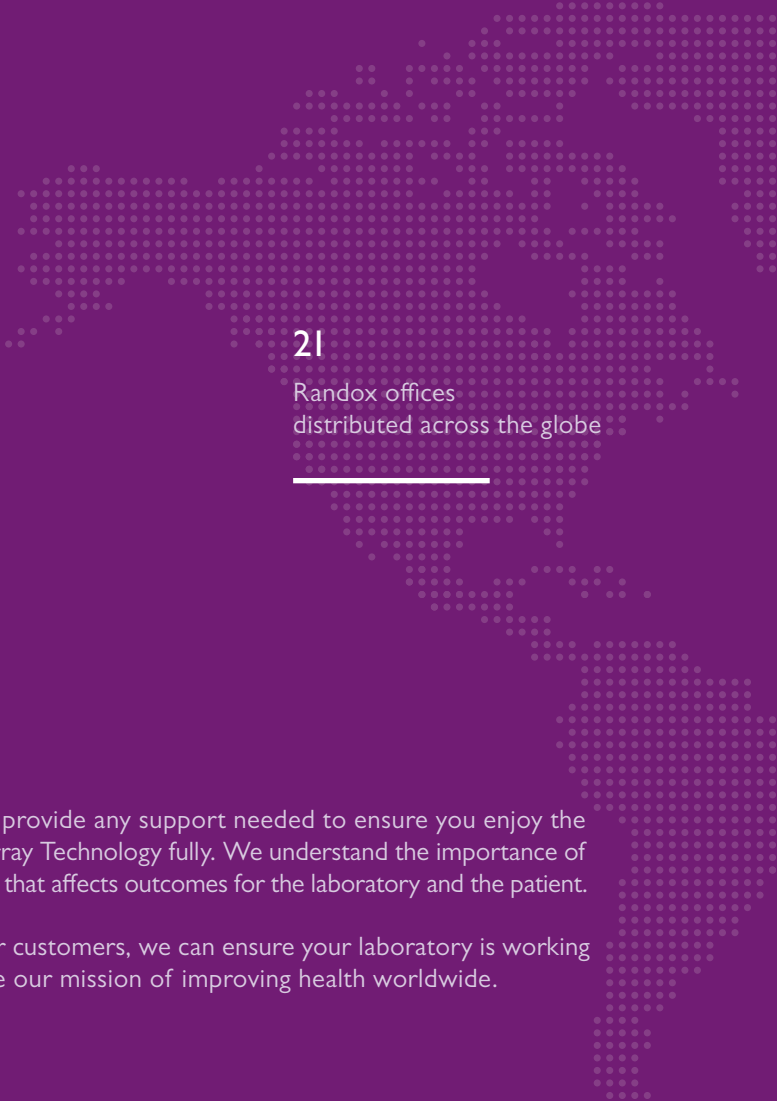 21
Randox offices
distributed across the globe
provide any support needed to ensure you enjoy the
ray Technology fully. We understand the importance of
that affects outcomes for the laboratory and the patient.
r customers, we can ensure your laboratory is working
e our mission of improving health worldwide.